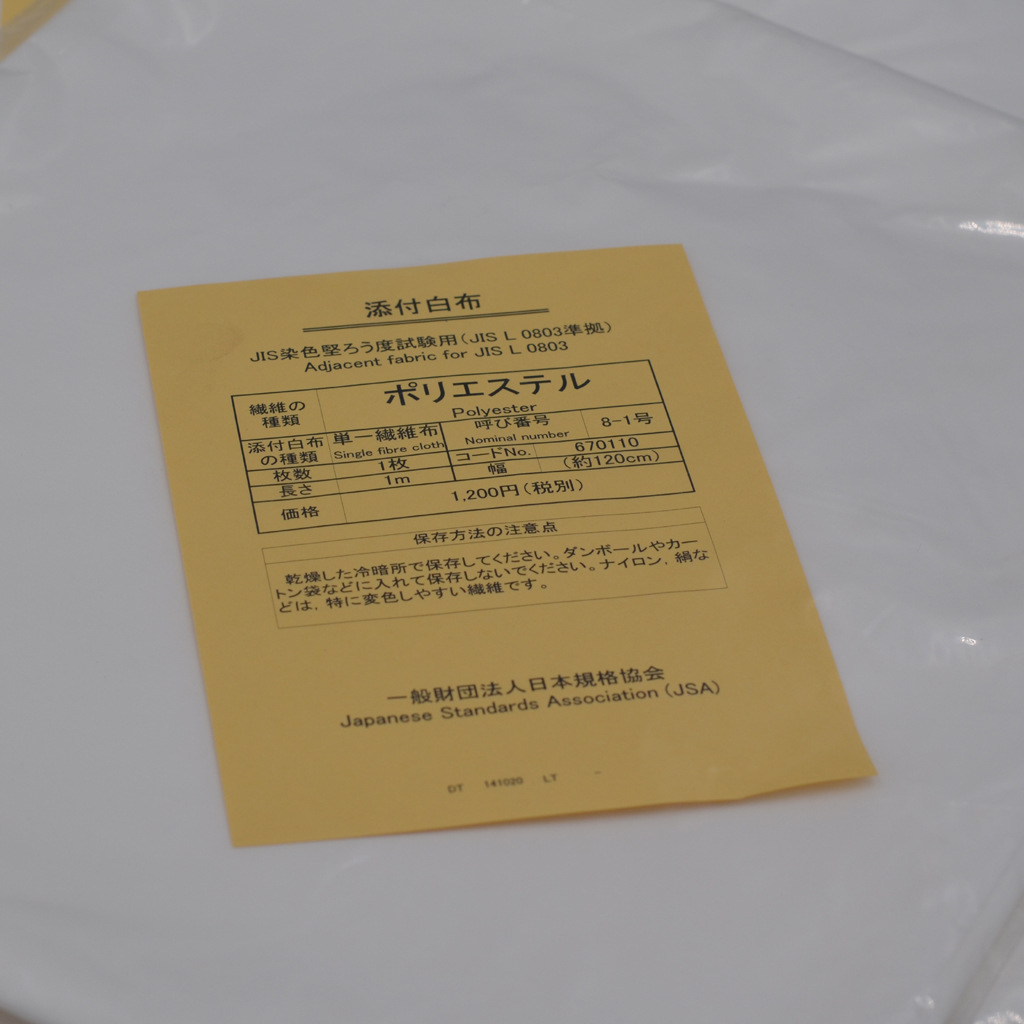 添付白布
JIS染色堅ろう度試験用(JIS L 0803準拠)
Adjacent fabric for JIS L 0803
繊維の種類 ポリエステル
Polyester
添付白布の種類 単一繊維布 呼び番号 8-1号
Single fibre cloth Nominal number
枚数 1枚 コードNo. 670110
長さ 1m 幅 (約120cm)
価格 1,200円(税別)
保存方法の注意点
乾燥した冷暗所で保存してください。ダンボールやカー
トン袋などに入れて保存しないでください。ナイロン，絹な
どは，特に変色しやすい繊維です。
一般財団法人日本規格協会
Japanese Standards Association (JSA)
DT 141020 LT -